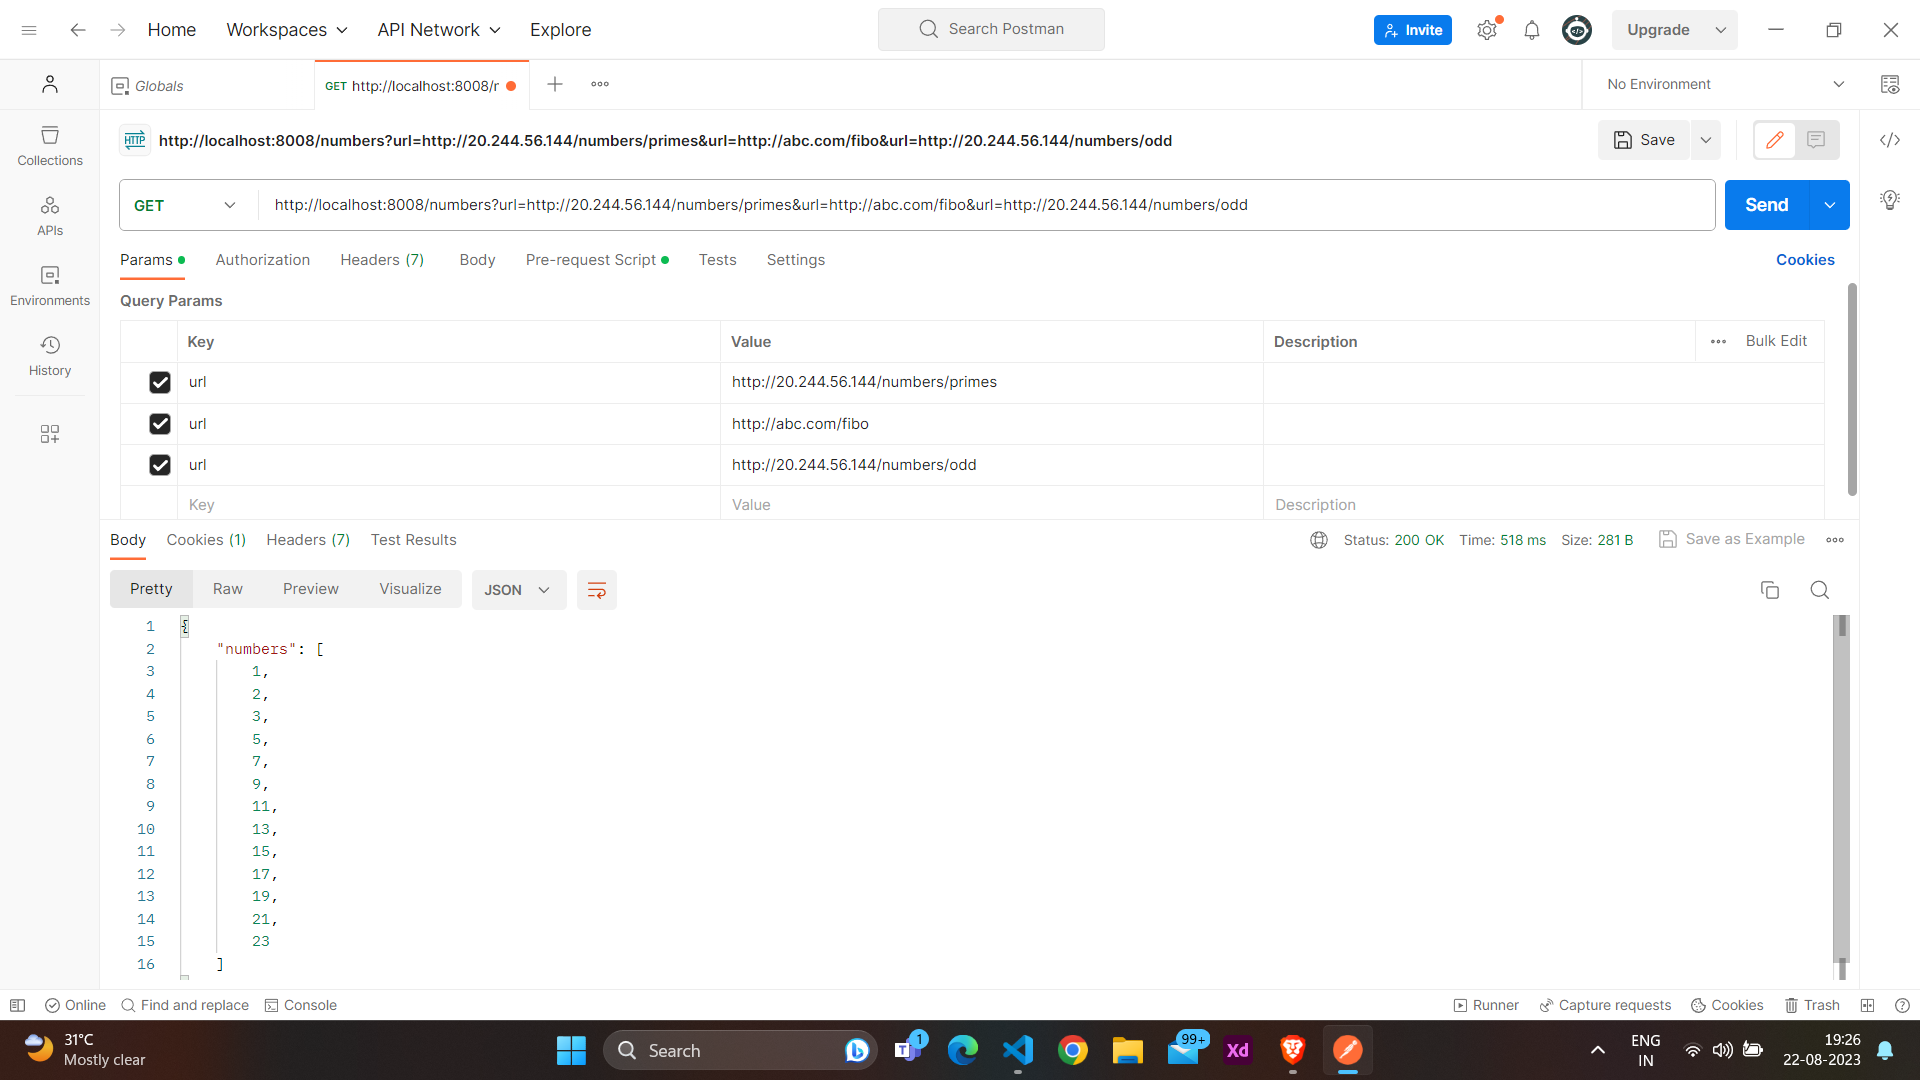 Home Workspaces API Network Explore Search Postman Invite Upgrade
Globals GET http://localhost:8008/r No Environment
HTTP http://localhost:8008/numbers?url=http://20.244.56.144/numbers/primes&url=http://abc.com/fibo&url=http://20.244.56.144/numbers/odd Save
Collections
APIs
Environments
History
GET http://localhost:8008/numbers?url=http://20.244.56.144/numbers/primes&url=http://abc.com/fibo&url=http://20.244.56.144/numbers/odd Send
Params Authorization Headers (7) Body Pre-request Script Tests Settings Cookies
Query Params
Key Value Description Bulk Edit
url http://20.244.56.144/numbers/primes
url http://abc.com/fibo
url http://20.244.56.144/numbers/odd
Key Value Description
Body Cookies (1) Headers (7) Test Results Status: 200 OK Time: 518 ms Size: 281 B Save as Example
Pretty Raw Preview Visualize JSON
1 {
2 "numbers": [
3 1,
4 2,
5 3,
6 5,
7 7,
8 9,
9 11,
10 13,
11 15,
12 17,
13 19,
14 21,
15 23
16 ]
Online Find and replace Console Runner Capture requests Cookies Trash
31°C
Mostly clear
Search 1 99+ Xd
ENG
IN
19:26
22-08-2023